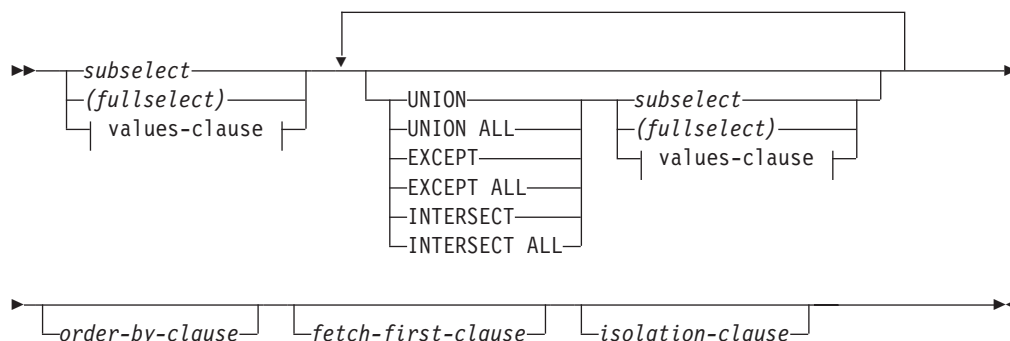 subselect
(fullselect)
values-clause
UNION
UNION ALL
EXCEPT
EXCEPT ALL
INTERSECT
INTERSECT ALL
subselect
(fullselect)
values-clause
order-by-clause
fetch-first-clause
isolation-clause